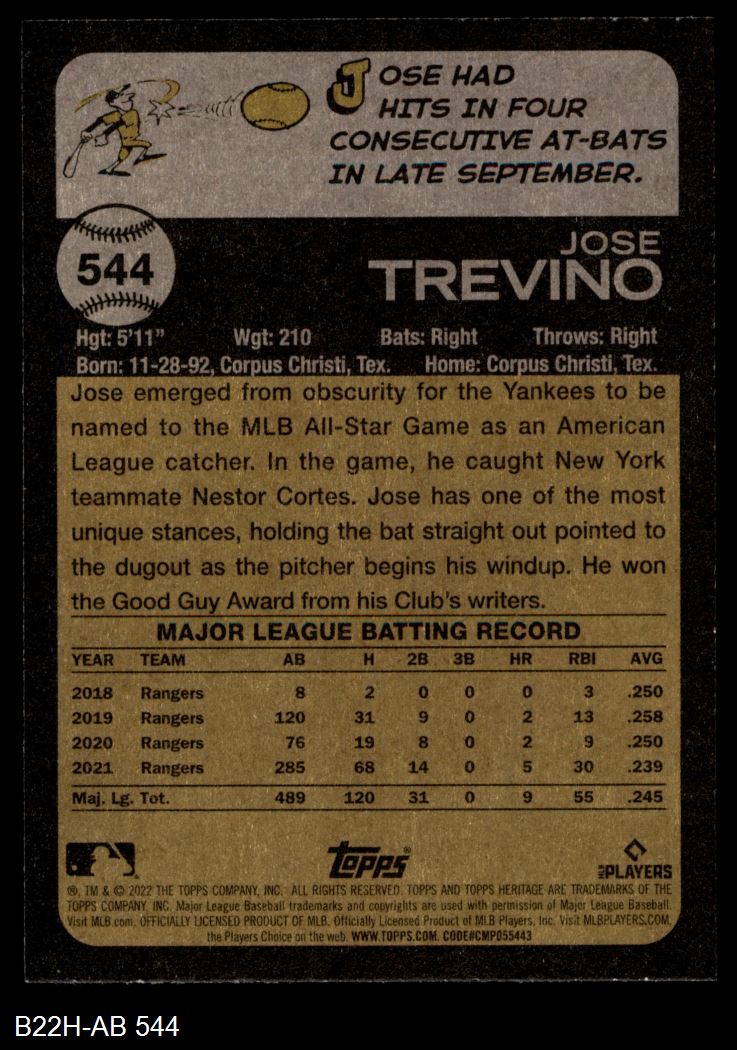 JOSE HAD
HITS IN FOUR
CONSECUTIVE AT-BATS
IN LATE SEPTEMBER.
544
JOSE
TREVINO
Hgt: 5'11" Wgt: 210 Bats: Right Throws: Right
Born: 11-28-92, Corpus Christi, Tex. Home: Corpus Christi, Tex.
Jose emerged from obscurity for the Yankees to be
named to the MLB All-Star Game as an American
League catcher. In the game, he caught New York
teammate Nestor Cortes. Jose has one of the most
unique stances, holding the bat straight out pointed to
the dugout as the pitcher begins his windup. He won
the Good Guy Award from his Club's writers.
MAJOR LEAGUE BATTING RECORD
YEAR TEAM AB H 2B 3B HR RBI AVG
2018 Rangers 8 2 0 0 0 3 .250
2019 Rangers 120 31 9 0 2 13 .258
2020 Rangers 76 19 8 0 2 9 .250
2021 Rangers 285 68 14 0 5 30 .239
Maj. Lg. Tot. 489 120 31 0 9 55 .245
Topps®
MLBPLAYERS
®, TM & © 2022 THE TOPPS COMPANY, INC. ALL RIGHTS RESERVED. TOPPS AND TOPPS HERITAGE ARE TRADEMARKS OF THE
TOPPS COMPANY, INC. Major League Baseball trademarks and copyrights are used with permission of Major League Baseball.
Visit MLB.com. OFFICIALLY LICENSED PRODUCT OF MLB. Officially Licensed Product of MLB Players, Inc. Visit MLBPLAYERS.COM,
the Players Choice on the web. WWW.TOPPS.COM. CODE#CMP055443
B22H-AB 544